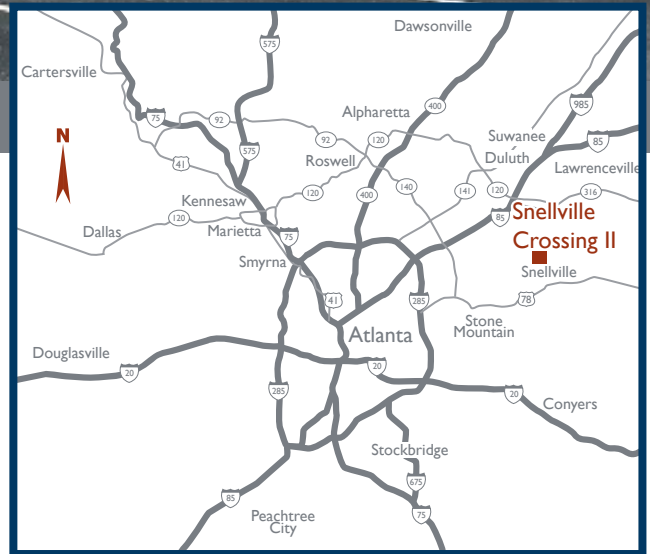 Dawsonville
575
Cartersville
985
400
Alpharetta
75
92
92
120
Suwanee
85
N
575
Roswell
Duluth
41
Lawrenceville
120
400
140
141
120
316
Kennesaw
85
Snellville
Crossing II
120
Marietta
75
Dallas
Smyrna
Snellville
41
285
78
Stone
Mountain
Atlanta
Douglasville
20
20
285
20
Conyers
Stockbridge
675
85
75
Peachtree
City